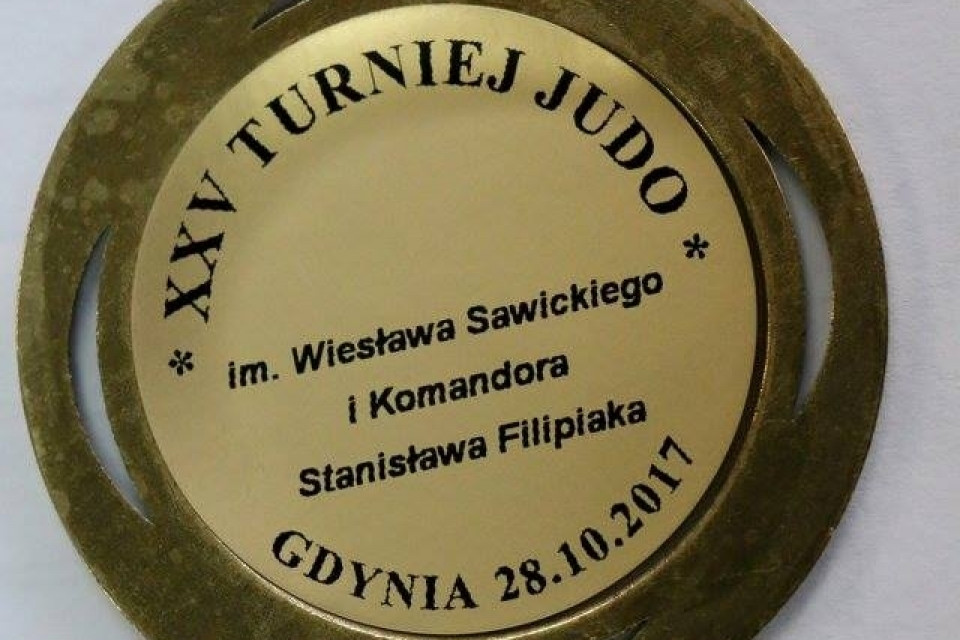 * XXV TURNIEJ JUDO *
im. Wiesława Sawickiego
i Komandora
Stanisława Filipiaka
GDYNIA 28.10.2017